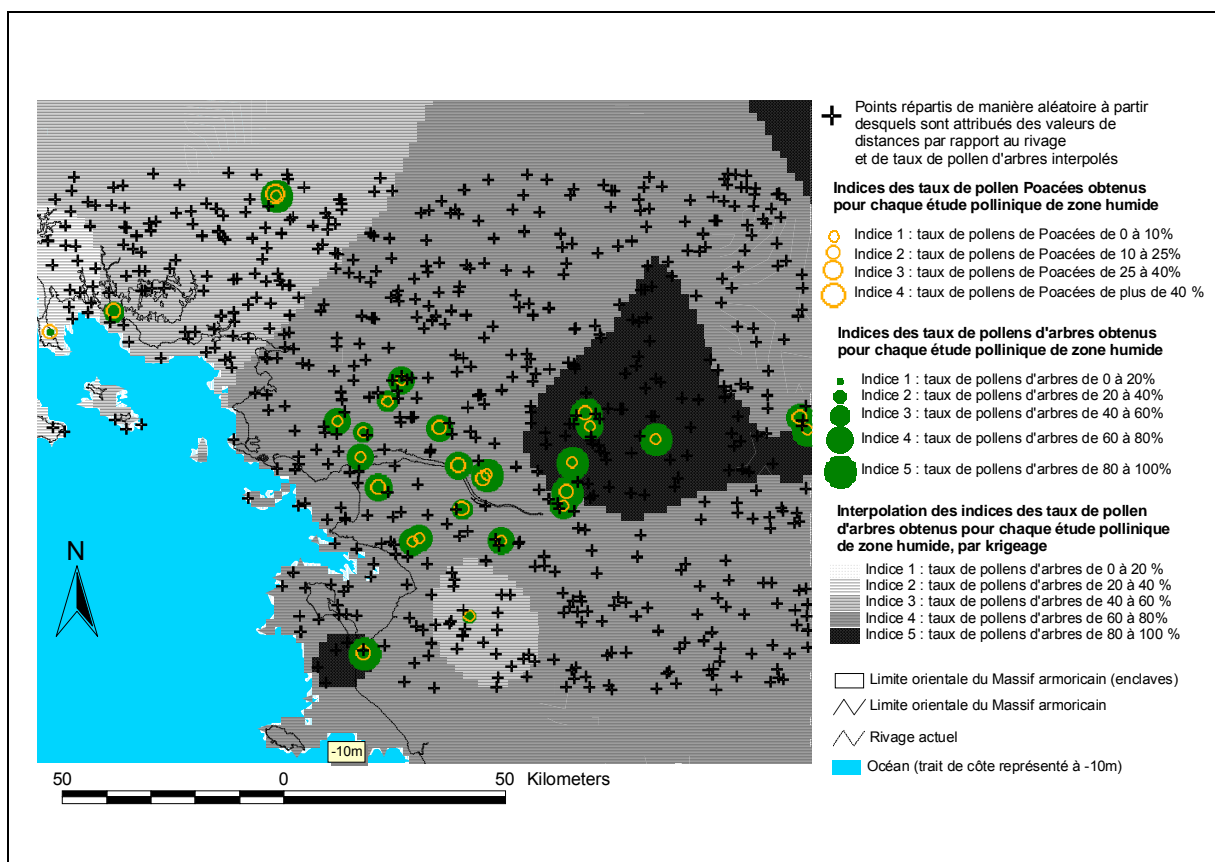 Points répartis de manière aléatoire à partir
desquels sont attribués des valeurs de
distances par rapport au rivage
et de taux de pollen d'arbres interpolés
Indices des taux de pollen Poacées obtenus
pour chaque étude pollinique de zone humide
Indice 1 : taux de pollens de Poacées de 0 à 10%
Indice 2 : taux de pollens de Poacées de 10 à 25%
Indice 3 : taux de pollens de Poacées de 25 à 40%
Indice 4 : taux de pollens de Poacées de plus de 40 %
Indices des taux de pollens d'arbres obtenus
pour chaque étude pollinique de zone humide
Indice 1 : taux de pollens d'arbres de 0 à 20%
Indice 2 : taux de pollens d'arbres de 20 à 40%
Indice 3 : taux de pollens d'arbres de 40 à 60%
Indice 4 : taux de pollens d'arbres de 60 à 80%
Indice 5 : taux de pollens d'arbres de 80 à 100%
Interpolation des indices des taux de pollen
d'arbres obtenus pour chaque étude pollinique
de zone humide, par krigeage
Indice 1 : taux de pollens d'arbres de 0 à 20 %
Indice 2 : taux de pollens d'arbres de 20 à 40 %
Indice 3 : taux de pollens d'arbres de 40 à 60 %
Indice 4 : taux de pollens d'arbres de 60 à 80%
Indice 5 : taux de pollens d'arbres de 80 à 100 %
Limite orientale du Massif armoricain (enclaves)
Limite orientale du Massif armoricain
Rivage actuel
Océan (trait de côte représenté à -10m)
N
-10m
50 0 50 Kilometers